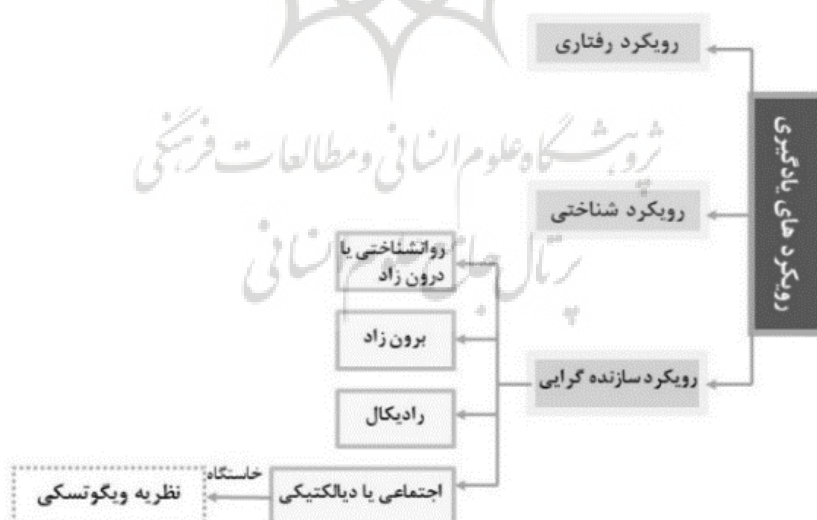 رویکرد رفتاری
رویکرد های یادگیری
پژوهشگاه علوم انسانی و مطالعات فرهنگی
رویکرد شناختی
پرتال جامع علوم انسانی
روانشناختی یا
درون زاد
برون زاد
رویکرد سازنده گرایی
رادیکال
اجتماعی یا دیالکتیکی
خاستگاه
نظریه ویگوتسکی